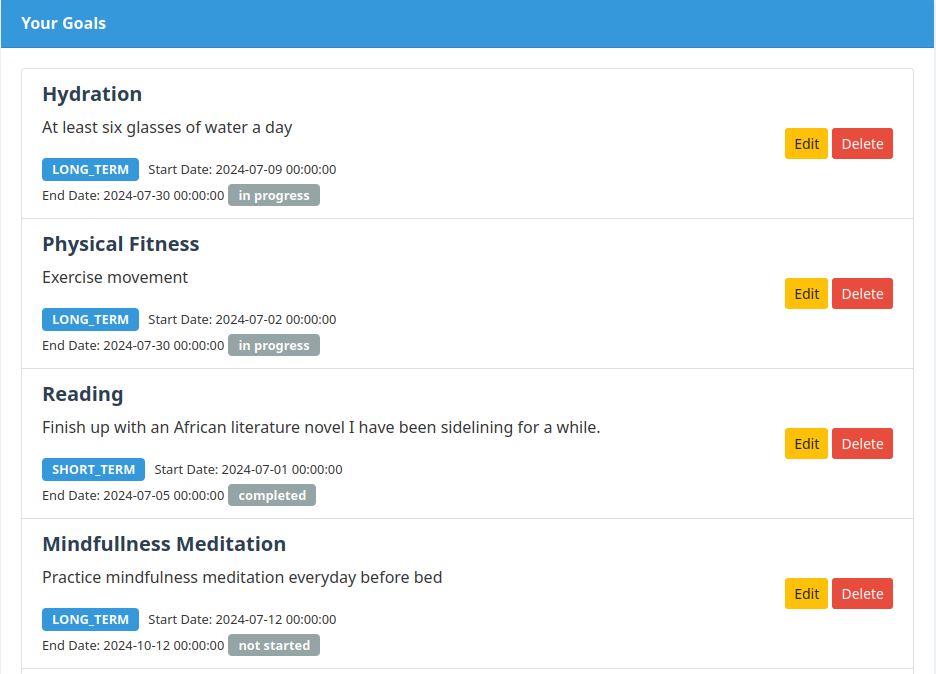 Your Goals
Hydration
At least six glasses of water a day
Edit Delete
LONG_TERM Start Date: 2024-07-09 00:00:00
End Date: 2024-07-30 00:00:00 in progress
Physical Fitness
Exercise movement
Edit Delete
LONG_TERM Start Date: 2024-07-02 00:00:00
End Date: 2024-07-30 00:00:00 in progress
Reading
Finish up with an African literature novel I have been sidelining for a while.
Edit Delete
SHORT_TERM Start Date: 2024-07-01 00:00:00
End Date: 2024-07-05 00:00:00 completed
Mindfullness Meditation
Practice mindfulness meditation everyday before bed
Edit Delete
LONG_TERM Start Date: 2024-07-12 00:00:00
End Date: 2024-10-12 00:00:00 not started